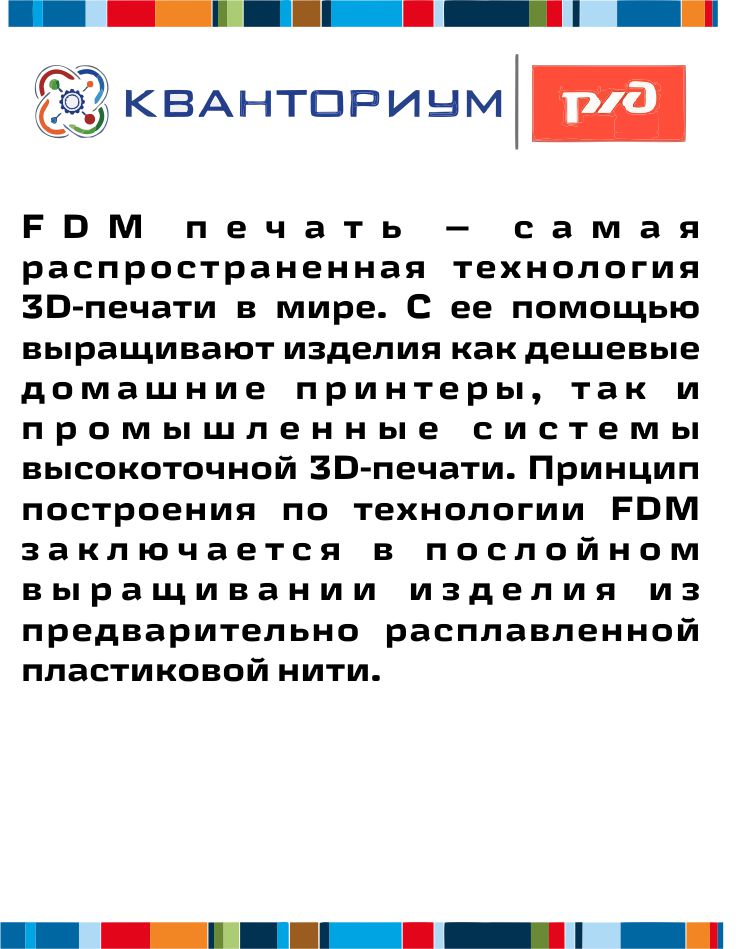 КВАНТОРИУМ
ржд
FDM печать – самая
распространенная технология
3D-печати в мире. С ее помощью
выращивают изделия как дешевые
домашние принтеры, так и
промышленные системы
высокоточной 3D-печати. Принцип
построения по технологии FDM
заключается в послойном
выращивании изделия из
предварительно расплавленной
пластиковой нити.